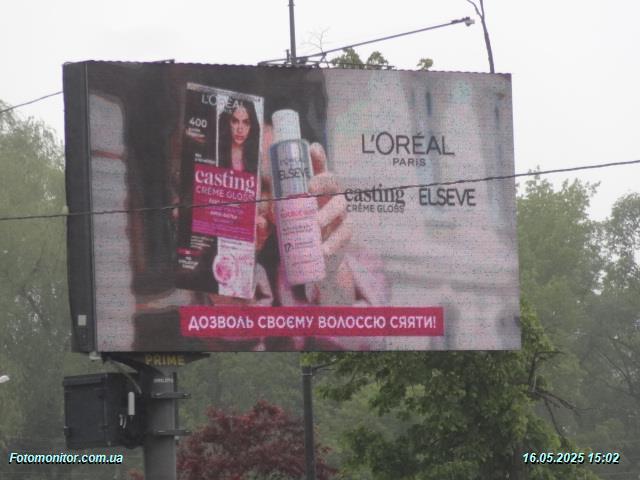 L'ORÉAL
400
casting
CRÈME GLOSS
L'ORÉAL
ELSEVE
L'ORÉAL
PARIS
casting
CRÈME GLOSS
ELSEVE
ДОЗВОЛЬ СВОЄМУ ВОЛОССЮ СЯЯТИ!
PRIME
Fotomonitor.com.ua
16.05.2025 15:02